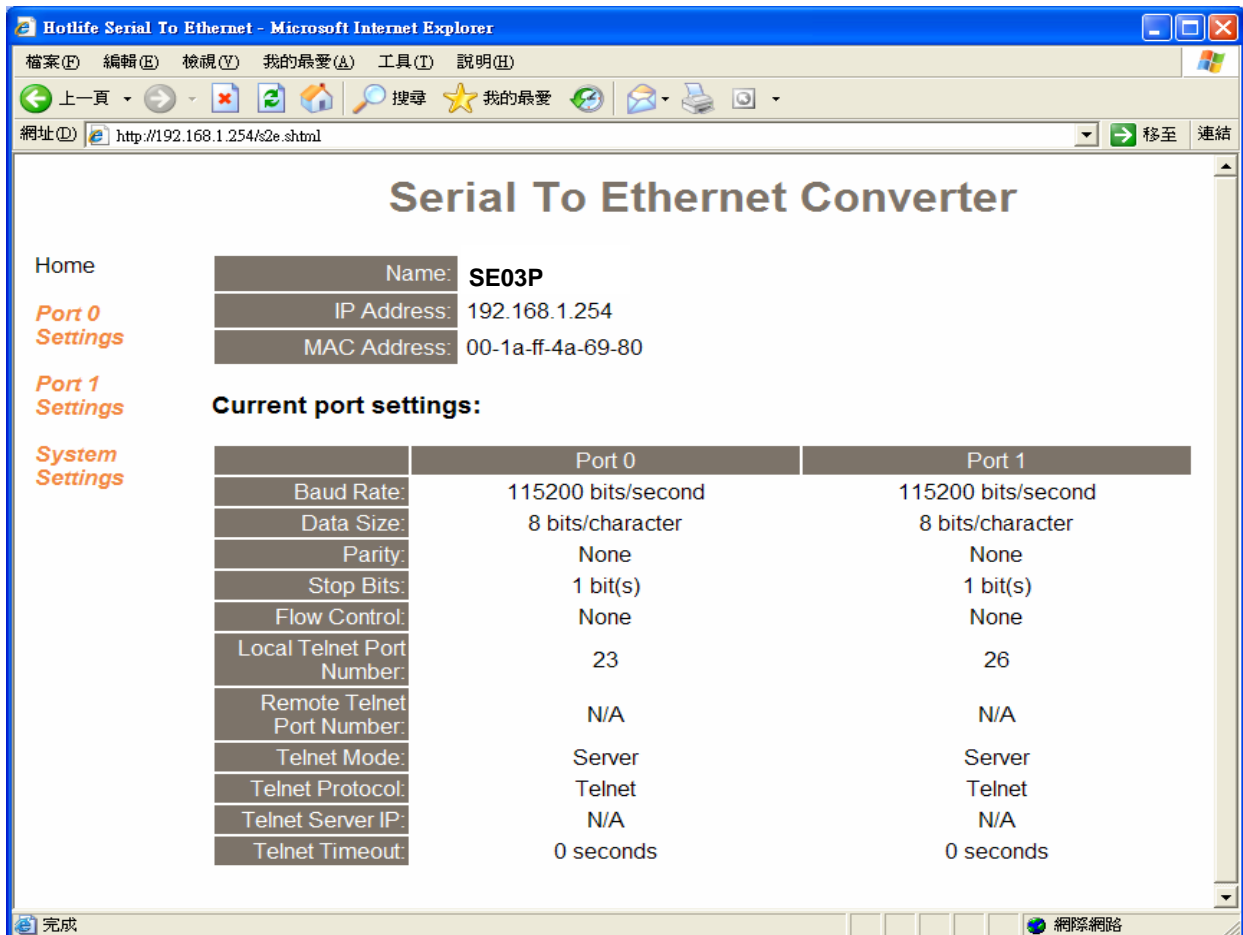 Hotlife Serial To Ethernet - Microsoft Internet Explorer
檔案(F) 編輯(E) 檢視(V) 我的最愛(A) 工具(T) 說明(H)
上一頁 搜尋 我的最愛
網址(D) http://192.168.1.254/s2e.shtml 移至 連結
Serial To Ethernet Converter
Home
Port 0
Settings
Port 1
Settings
System
Settings
Name: SE03P
IP Address: 192.168.1.254
MAC Address: 00-1a-ff-4a-69-80
Current port settings:
Port 0 Port 1
Baud Rate: 115200 bits/second 115200 bits/second
Data Size: 8 bits/character 8 bits/character
Parity: None None
Stop Bits: 1 bit(s) 1 bit(s)
Flow Control: None None
Local Telnet Port
Number: 23 26
Remote Telnet
Port Number: N/A N/A
Telnet Mode: Server Server
Telnet Protocol: Telnet Telnet
Telnet Server IP: N/A N/A
Telnet Timeout: 0 seconds 0 seconds
完成 網際網路